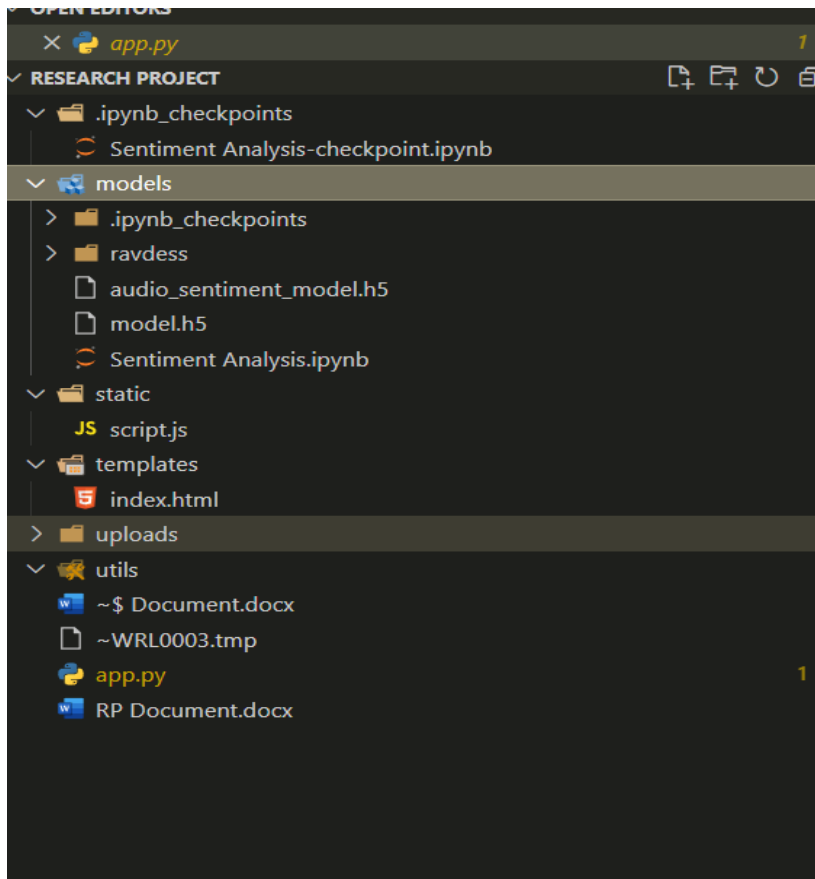 OPEN EDITORS
app.py 1
RESEARCH PROJECT
.ipynb_checkpoints
Sentiment Analysis-checkpoint.ipynb
models
.ipynb_checkpoints
ravdess
audio_sentiment_model.h5
model.h5
Sentiment Analysis.ipynb
static
JS script.js
templates
index.html
uploads
utils
~$ Document.docx
~WRL0003.tmp
app.py 1
RP Document.docx